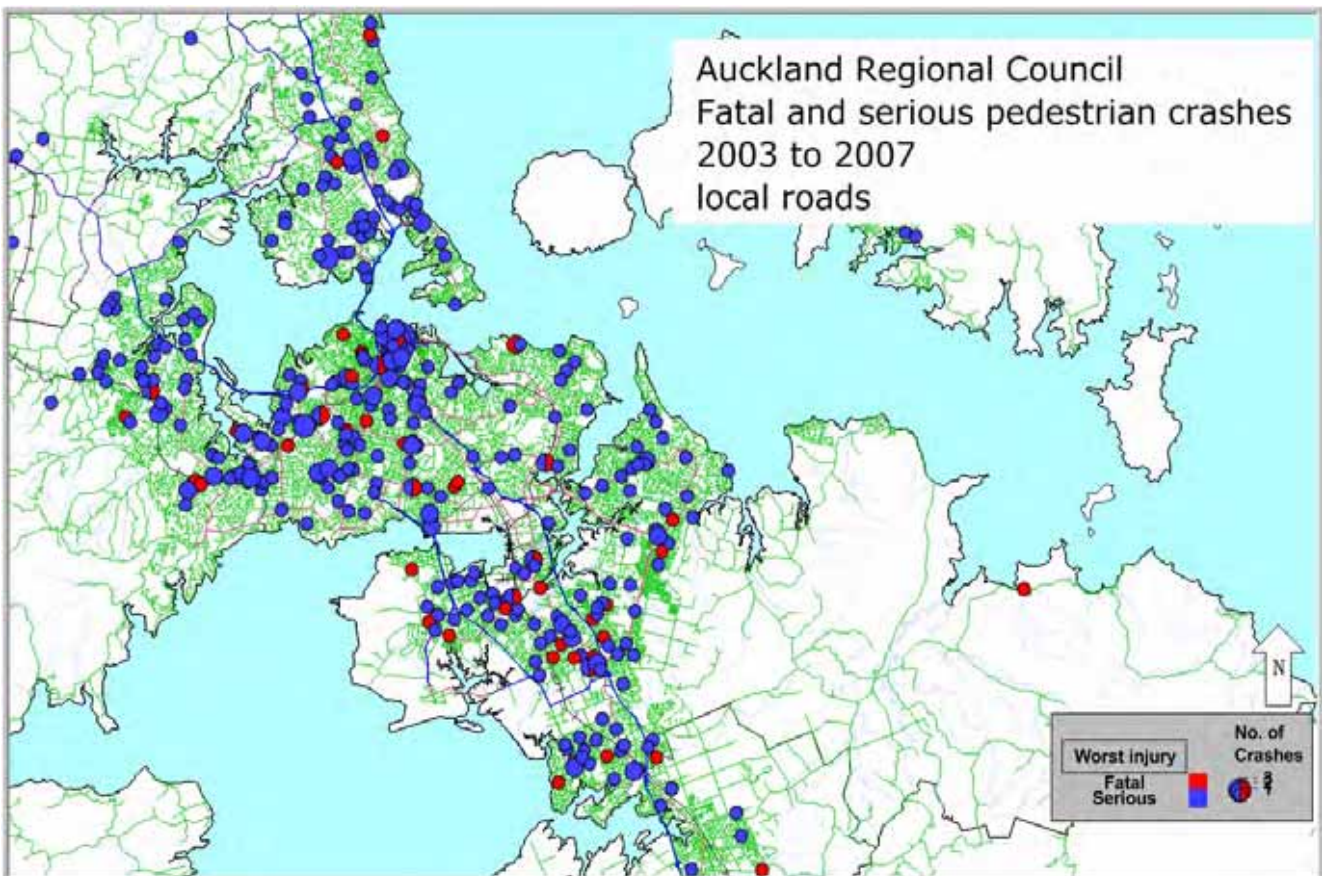 Auckland Regional Council
Fatal and serious pedestrian crashes
2003 to 2007
local roads
N
No. of
Crashes
Worst injury
Fatal
Serious